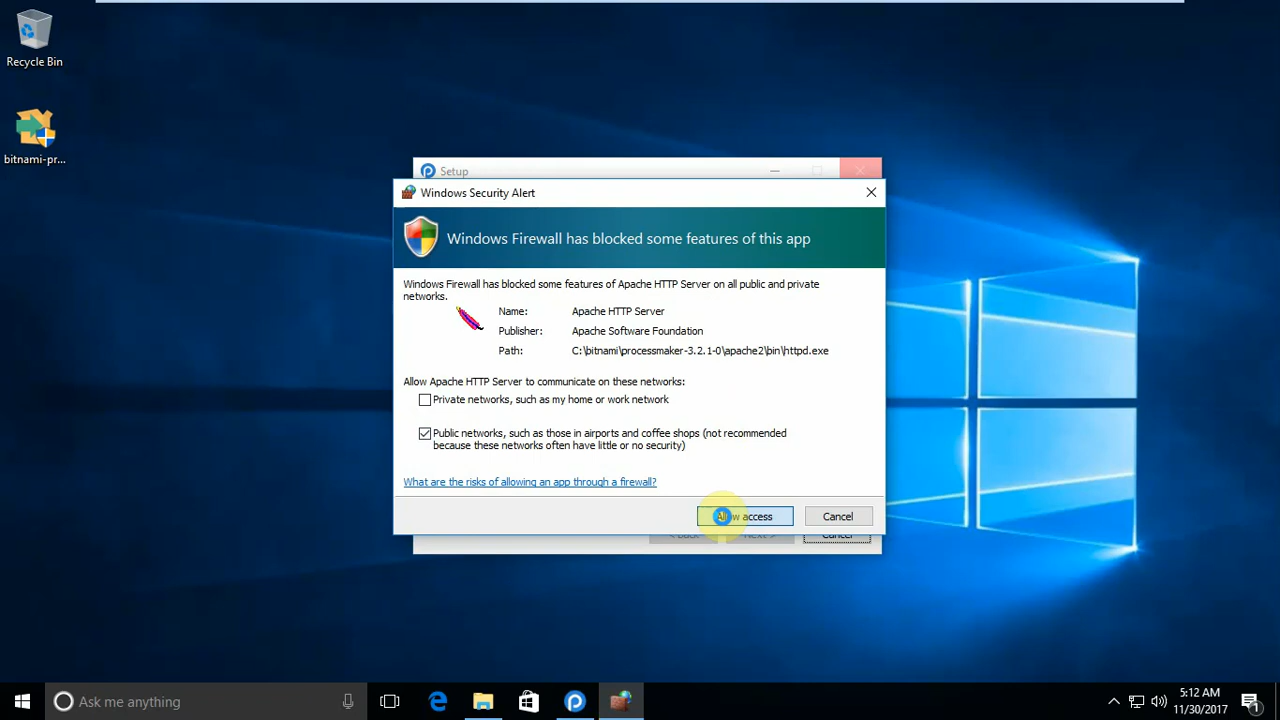 Recycle Bin
bitnami-pr...
Setup
Windows Security Alert
Windows Firewall has blocked some features of this app
Windows Firewall has blocked some features of Apache HTTP Server on all public and private
networks.
Name: Apache HTTP Server
Publisher: Apache Software Foundation
Path: C:\bitnami\processmaker-3.2.1-0\apache2\bin\httpd.exe
Allow Apache HTTP Server to communicate on these networks:
Private networks, such as my home or work network
Public networks, such as those in airports and coffee shops (not recommended
because these networks often have little or no security)
What are the risks of allowing an app through a firewall?
Allow access Cancel
< Back Next > Cancel
Ask me anything
5:12 AM
11/30/2017
1